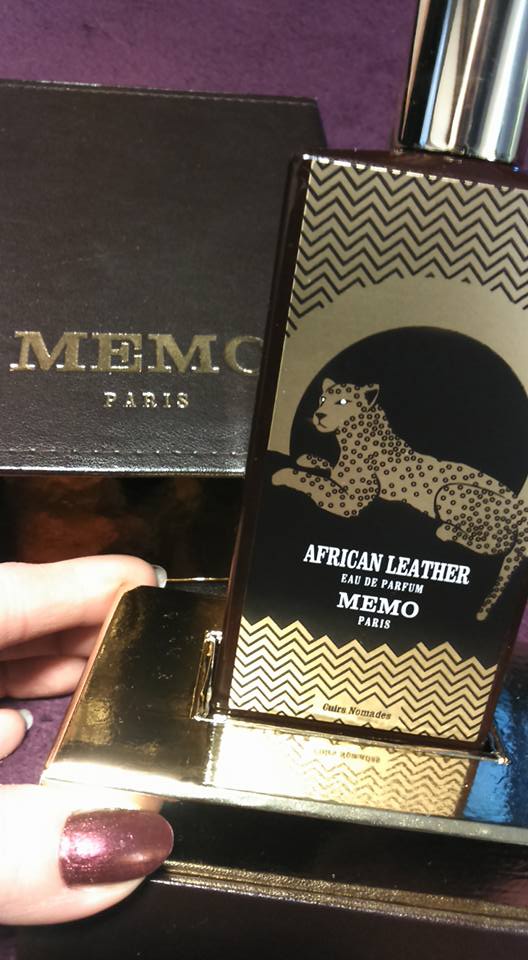 MEMO
PARIS
AFRICAN LEATHER
EAU DE PARFUM
MEMO
PARIS
Cuirs Nomades